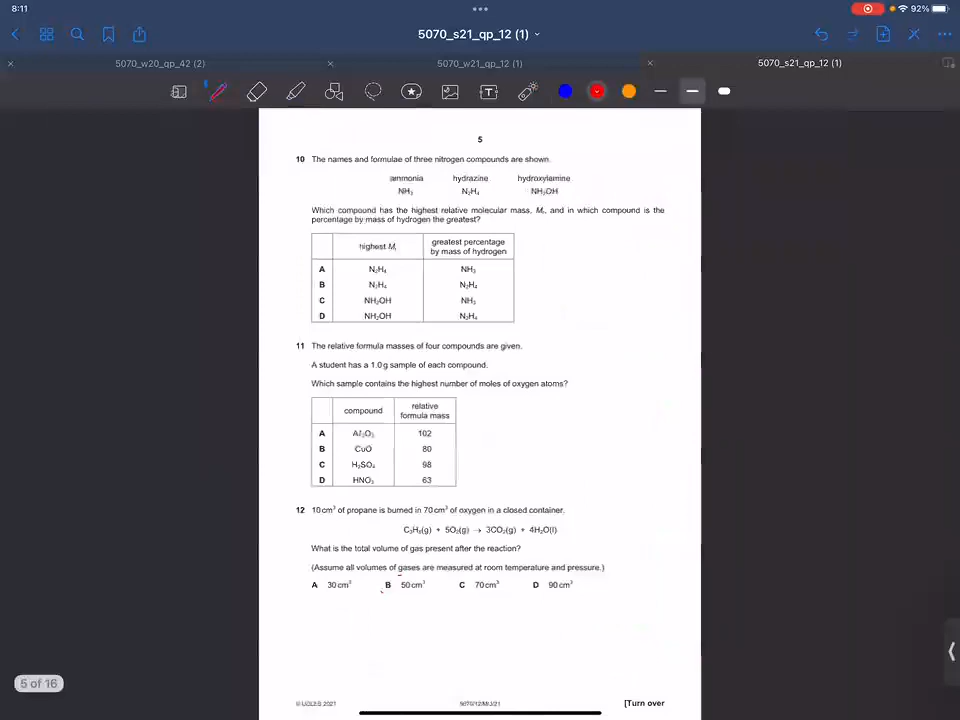 8:11
92%
5070_s21_qp_12 (1)
5070_w20_qp_42 (2)
5070_w21_qp_12 (1)
5070_s21_qp_12 (1)
5
10 The names and formulae of three nitrogen compounds are shown.
ammonia hydrazine hydroxylamine
NH₃ N₂H₄ NH₂OH
Which compound has the highest relative molecular mass, Mᵣ, and in which compound is the
percentage by mass of hydrogen the greatest?
highest Mᵣ greatest percentage by mass of hydrogen
A N₂H₄ NH₃
B N₂H₄ N₂H₄
C NH₂OH NH₃
D NH₂OH N₂H₄
11 The relative formula masses of four compounds are given.
A student has a 1.0 g sample of each compound.
Which sample contains the highest number of moles of oxygen atoms?
compound relative formula mass
A Al₂O₃ 102
B CuO 80
C H₂SO₄ 98
D HNO₃ 63
12 10 cm³ of propane is burned in 70 cm³ of oxygen in a closed container.
C₃H₈(g) + 5O₂(g) → 3CO₂(g) + 4H₂O(l)
What is the total volume of gas present after the reaction?
(Assume all volumes of gases are measured at room temperature and pressure.)
A 30 cm³ B 50 cm³ C 70 cm³ D 90 cm³
5 of 16
© UCLES 2021 5070/12/M/J/21 [Turn over